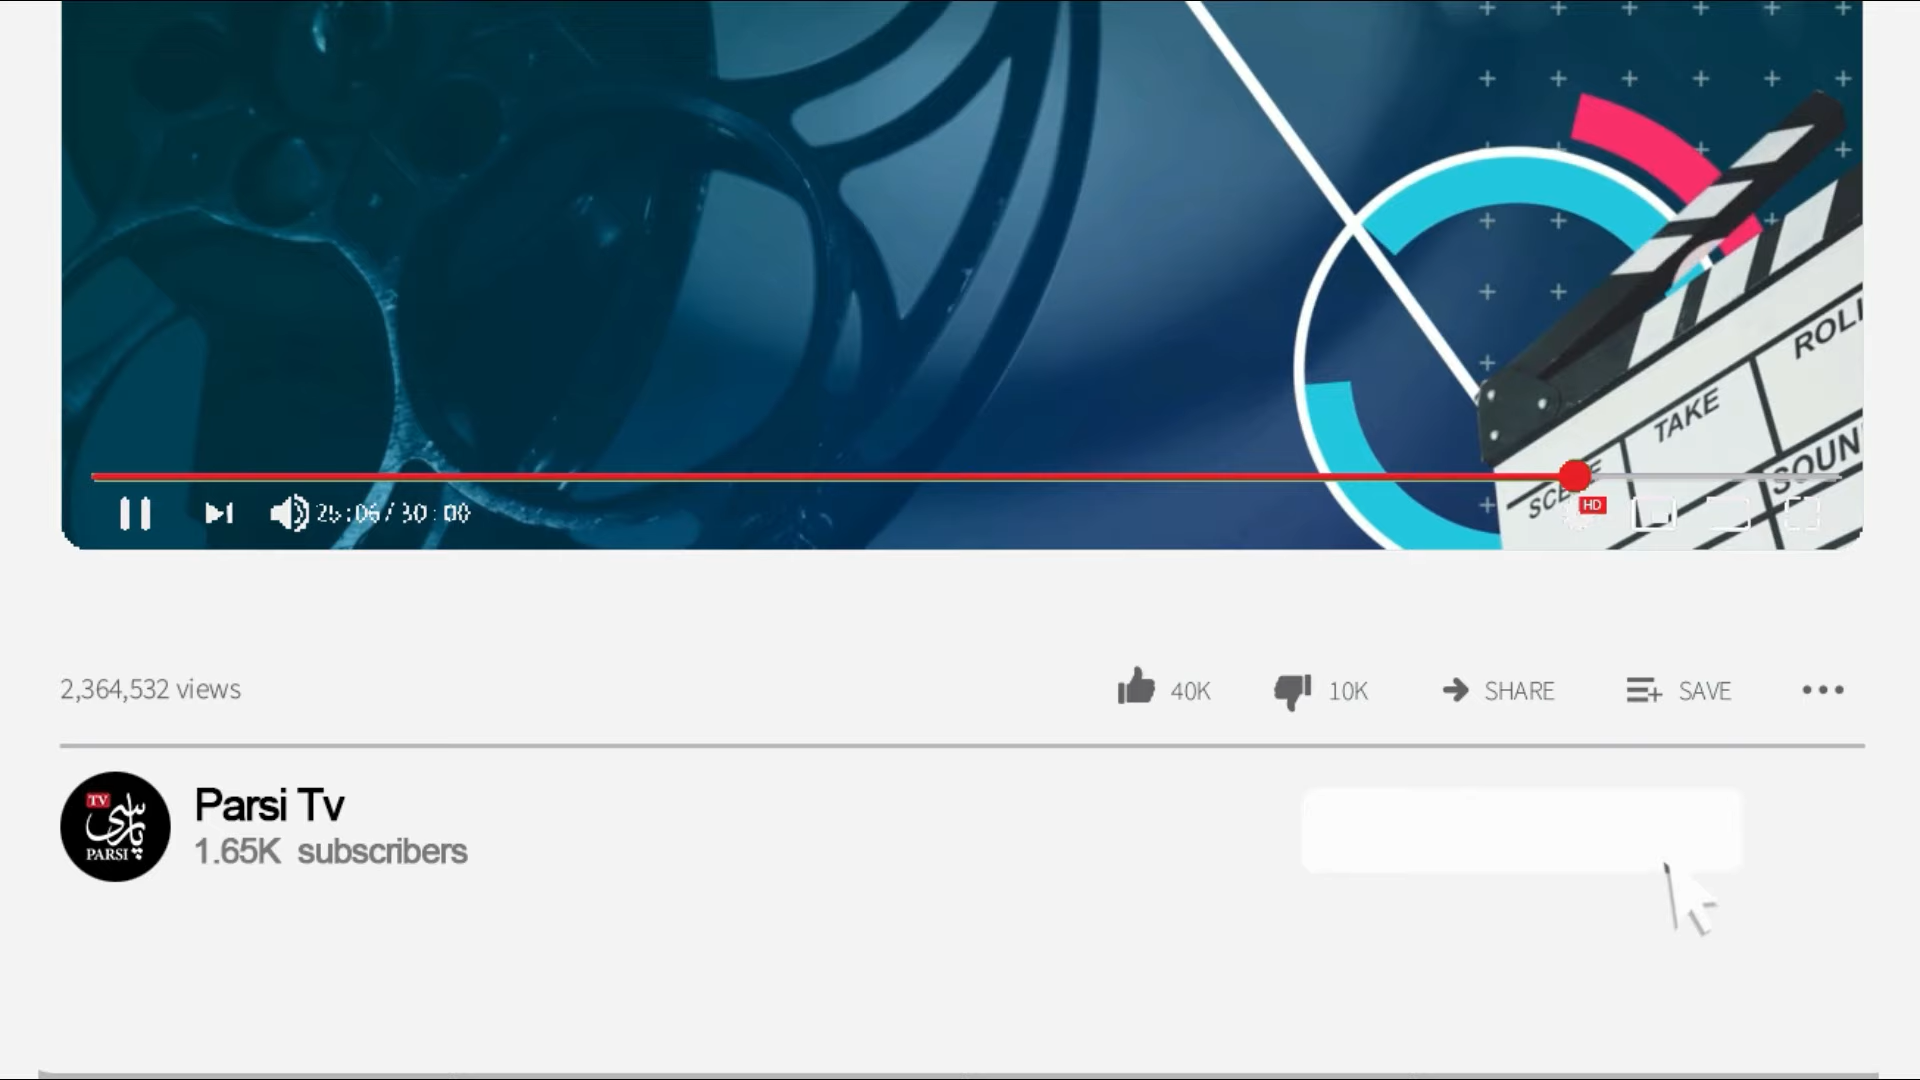 ROLL
TAKE
SOUN
SCENE
HD
25:06/30:00
2,364,532 views
40K
10K
SHARE
SAVE
TV
پارسی
PARSI
Parsi Tv
1.65K subscribers